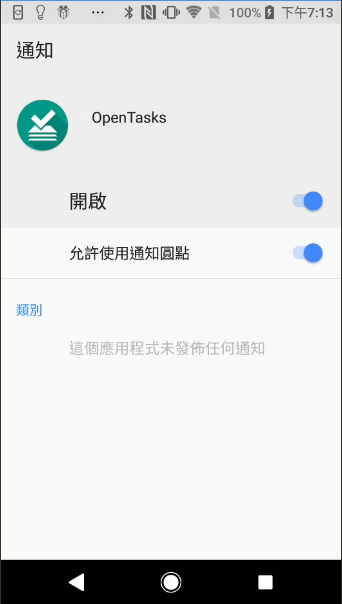 100% 下午7:13
通知
OpenTasks
開啟
允許使用通知圓點
類別
這個應用程式未發佈任何通知